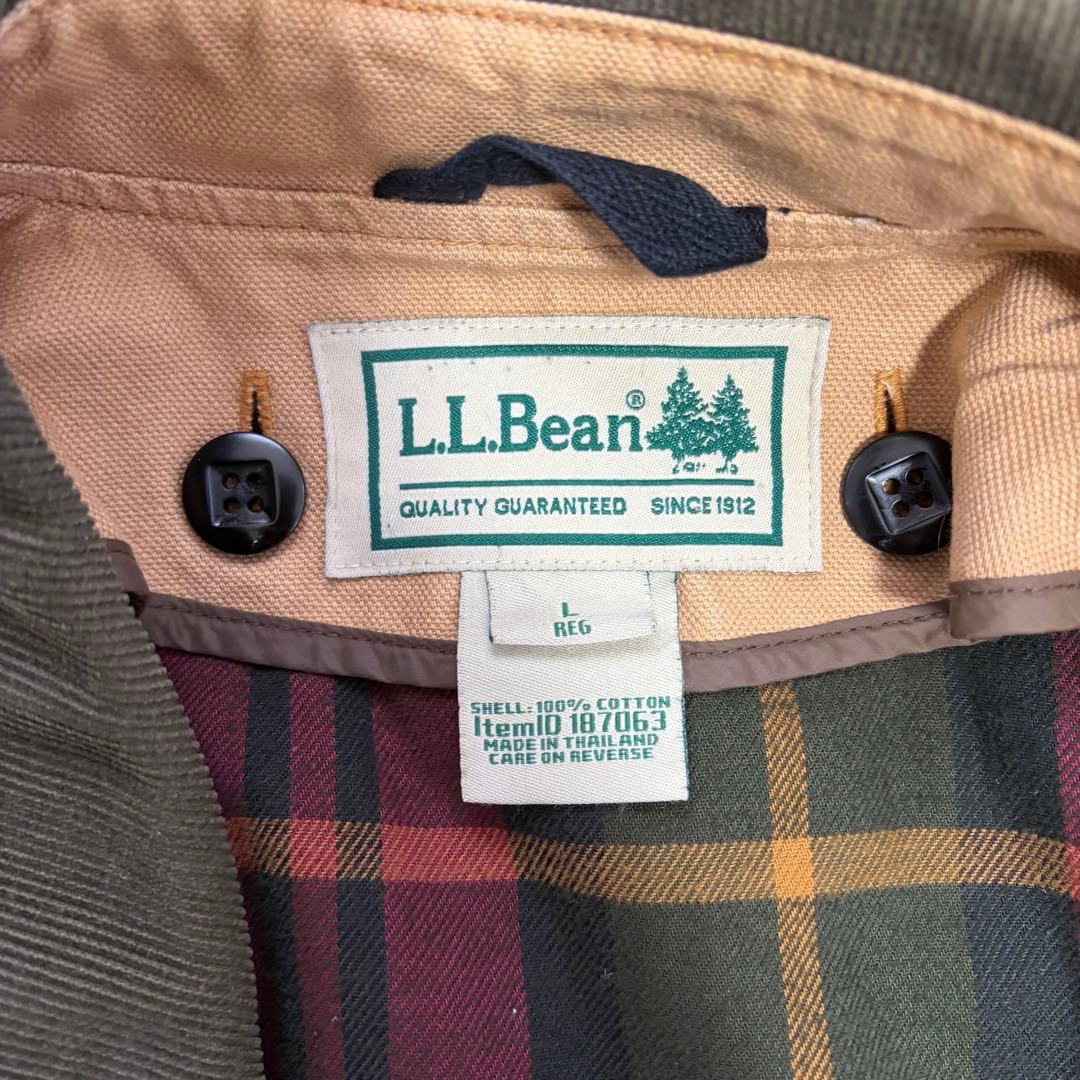 L.L.Bean®
QUALITY GUARANTEED SINCE 1912
L
REG
SHELL: 100% COTTON
ItemID 187063
MADE IN THAILAND
CARE ON REVERSE